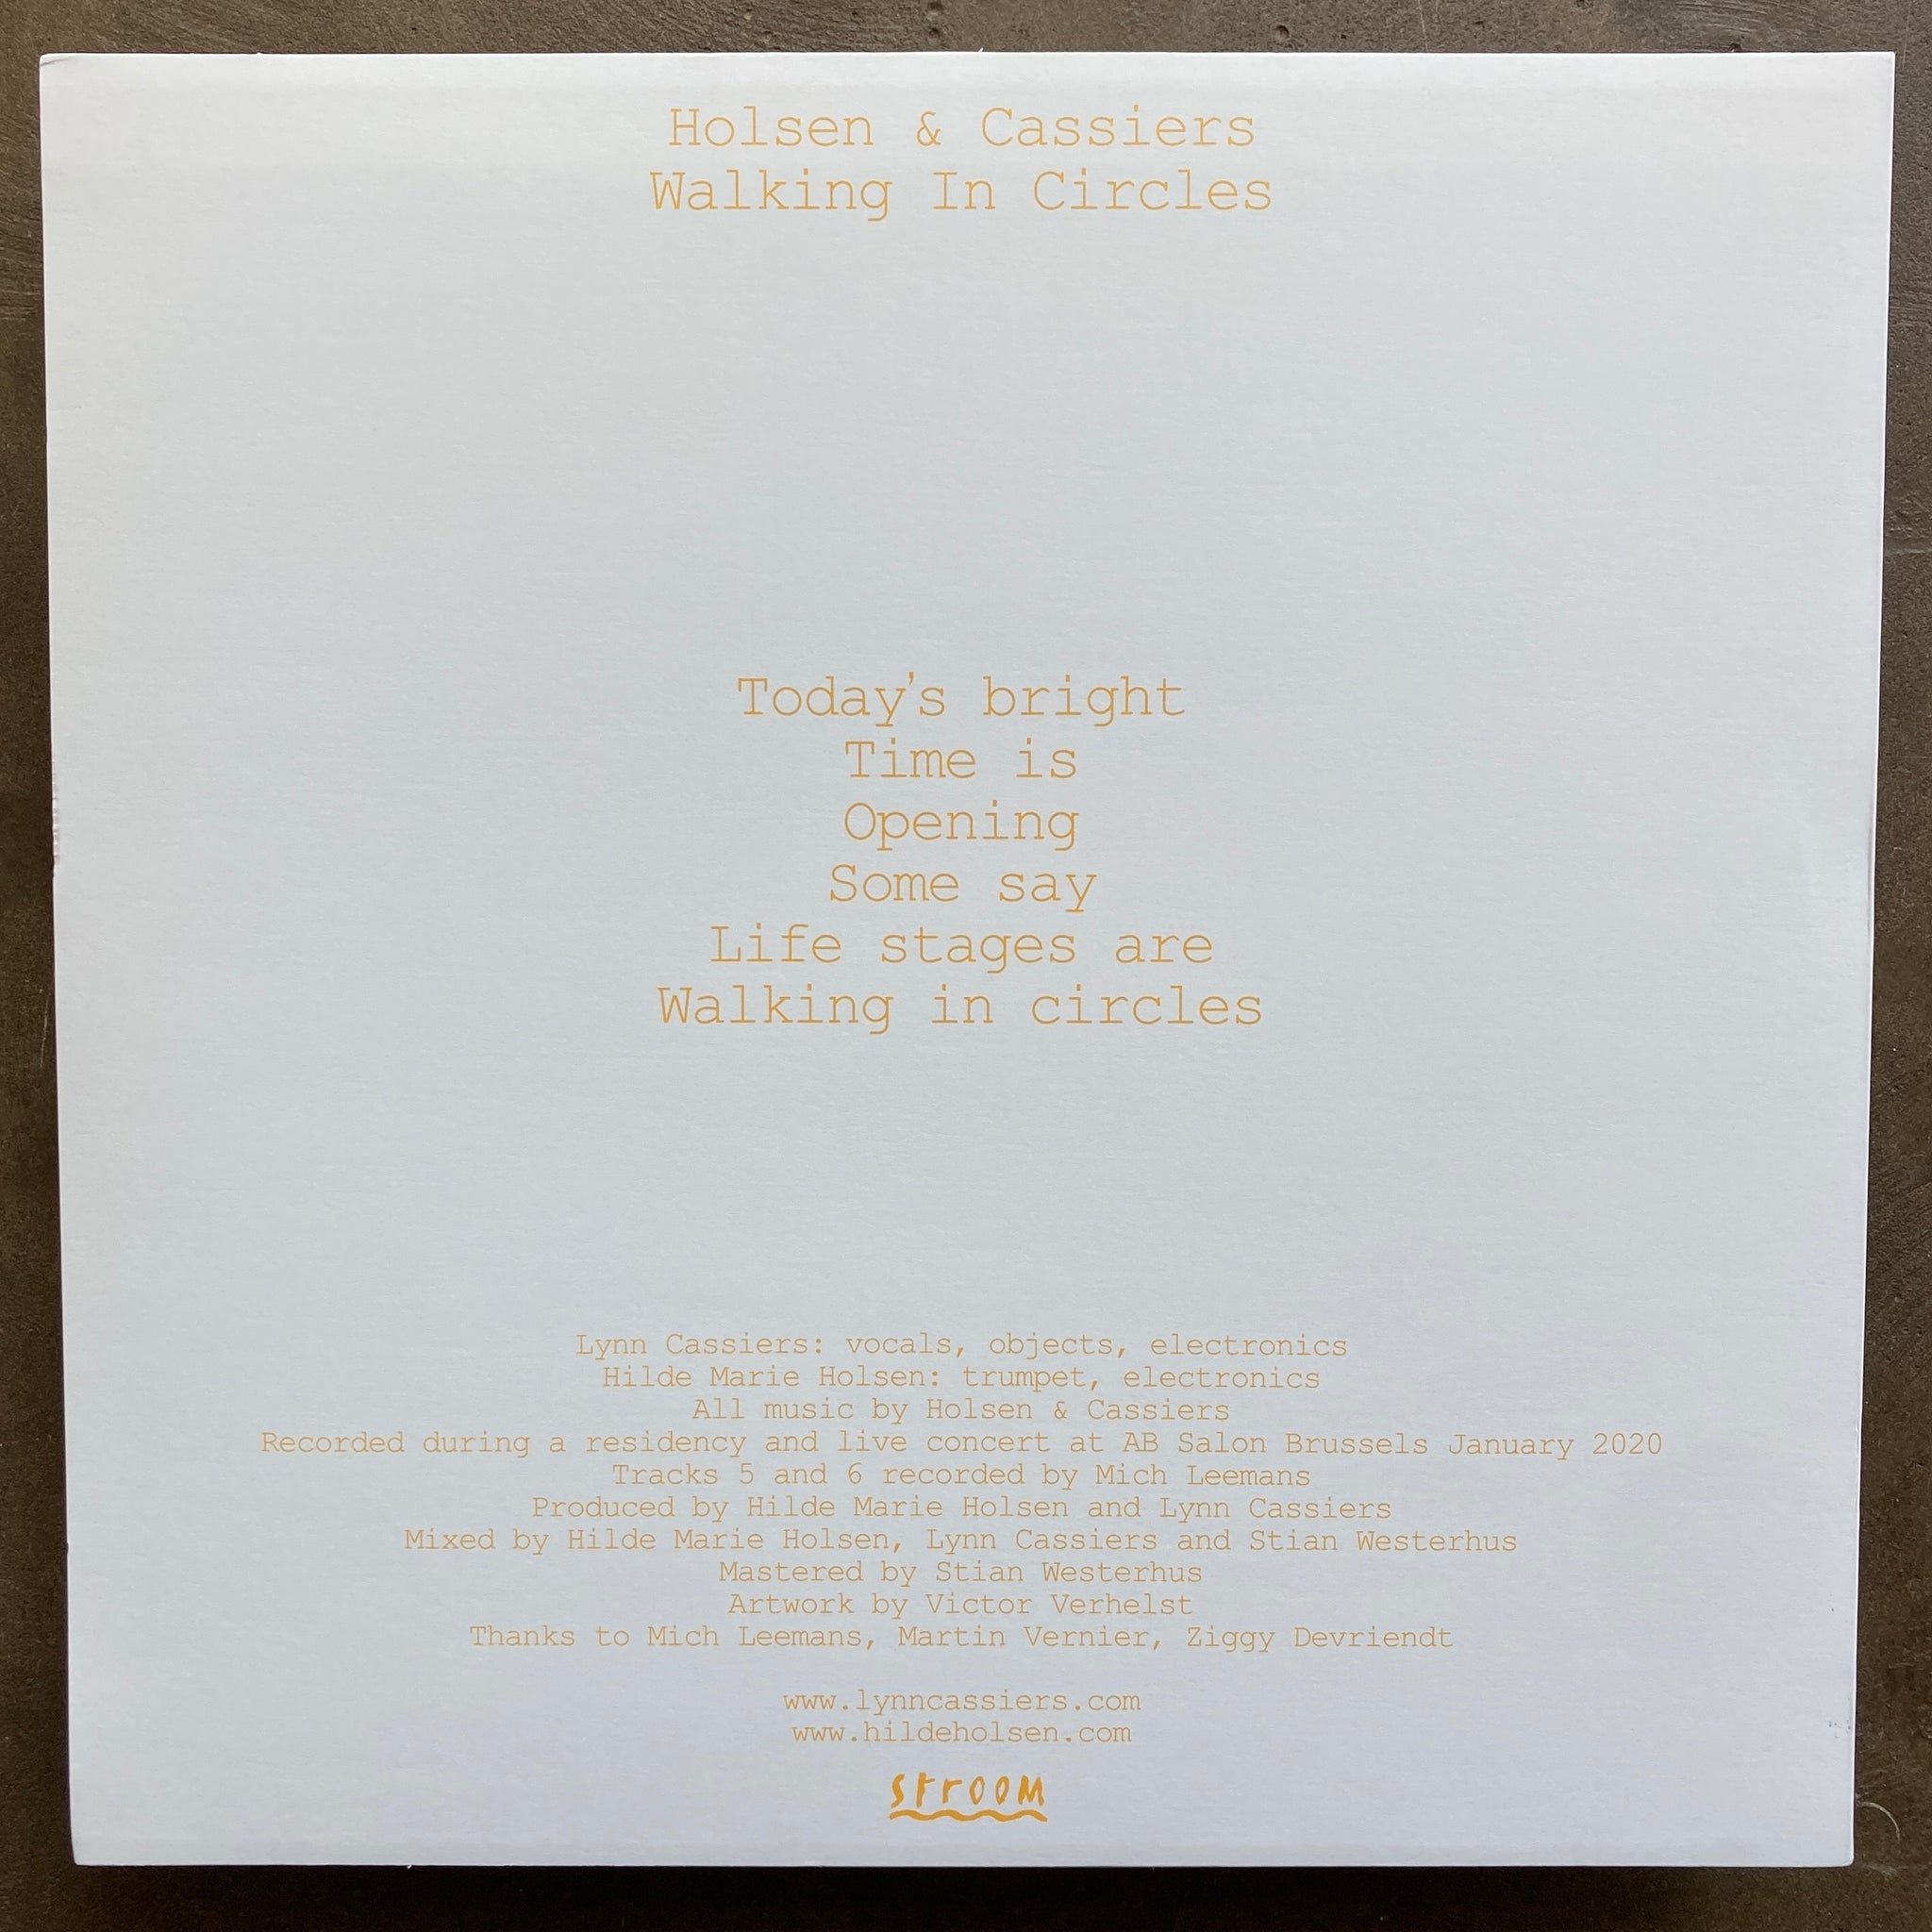 Holsen & Cassiers
Walking In Circles
Today's bright
Time is
Opening
Some say
Life stages are
Walking in circles
Lynn Cassiers: vocals, objects, electronics
Hilde Marie Holsen: trumpet, electronics
All music by Holsen & Cassiers
Recorded during a residency and live concert at AB Salon Brussels January 2020
Tracks 5 and 6 recorded by Mich Leemans
Produced by Hilde Marie Holsen and Lynn Cassiers
Mixed by Hilde Marie Holsen, Lynn Cassiers and Stian Westerhus
Mastered by Stian Westerhus
Artwork by Victor Verhelst
Thanks to Mich Leemans, Martin Vernier, Ziggy Devriendt
www.lynncassiers.com
www.hildeholsen.com
STROOM